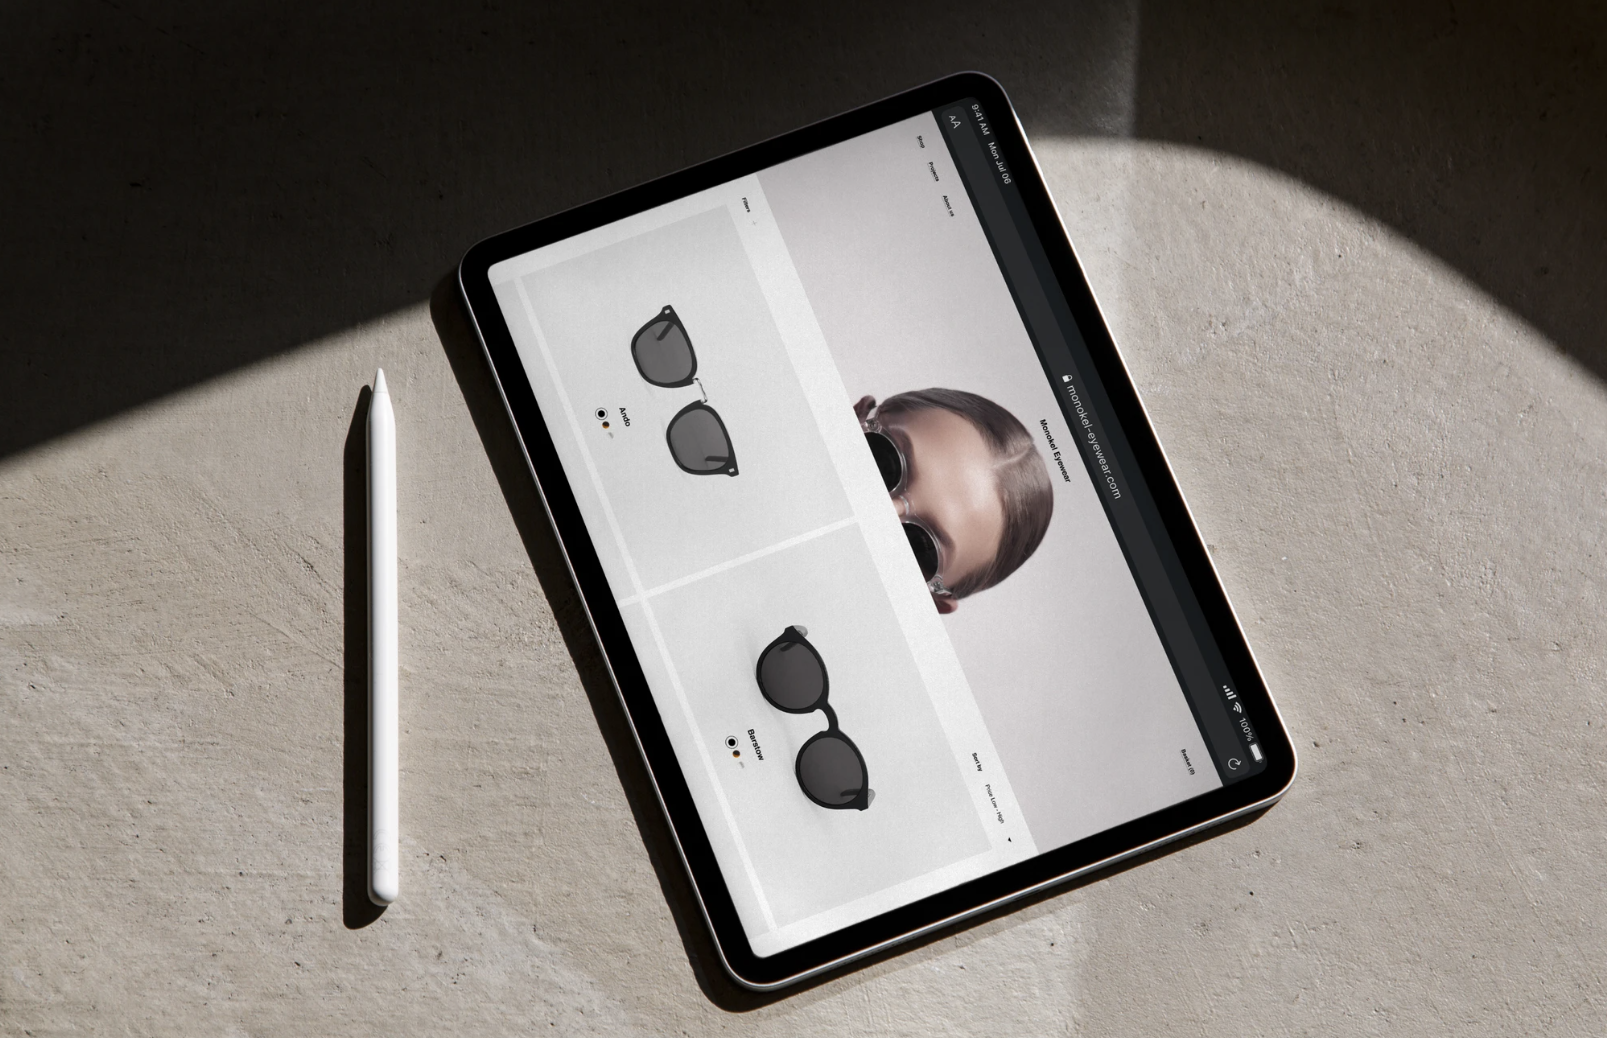 9:41 AM Mon Jul 06
100%
AA
monokel-eyewear.com
Shop
Projects
About us
Monokel Eyewear
Basket (0)
Filters
Sort by
Price Low - High
Ando
Barstow